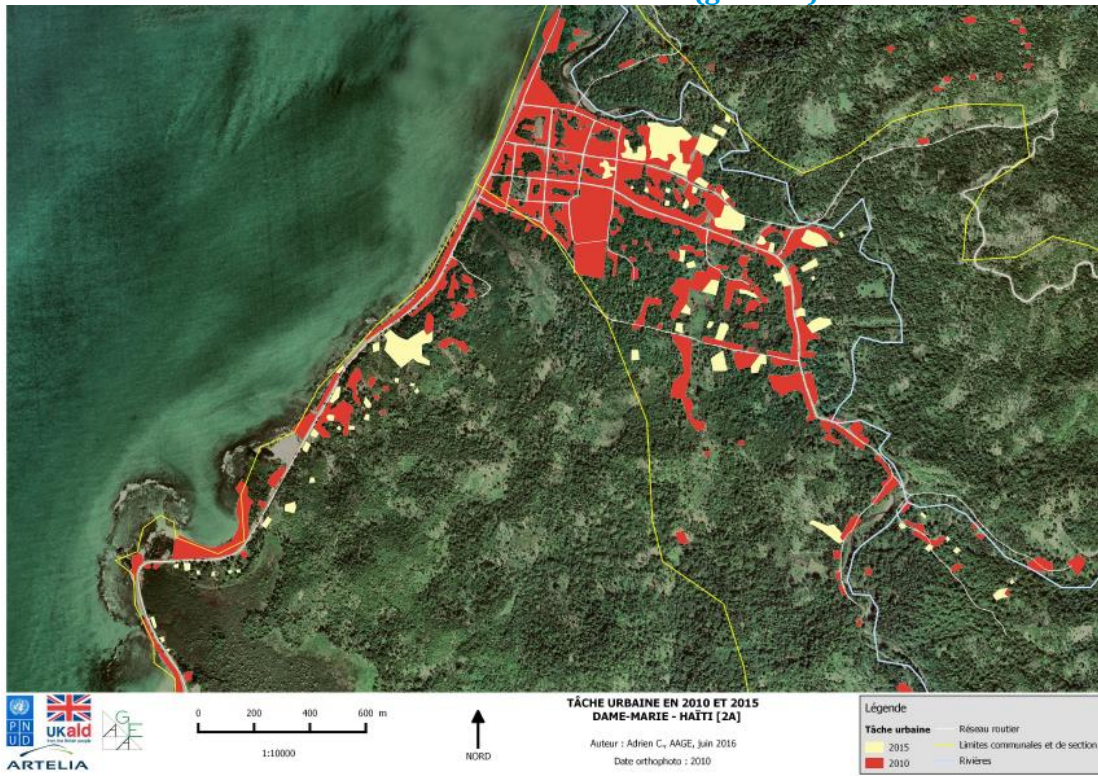 PNUD
UKaid
from the British people
AGEA
ARTELIA
0 200 400 600 m
1:10000
NORD
TÂCHE URBAINE EN 2010 ET 2015
DAME-MARIE - HAÏTI [2A]
Auteur : Adrien C., AAGE, juin 2016
Date orthophoto : 2010
Légende
Tâche urbaine
2015
2010
Réseau routier
Limites communales et de section
Rivières